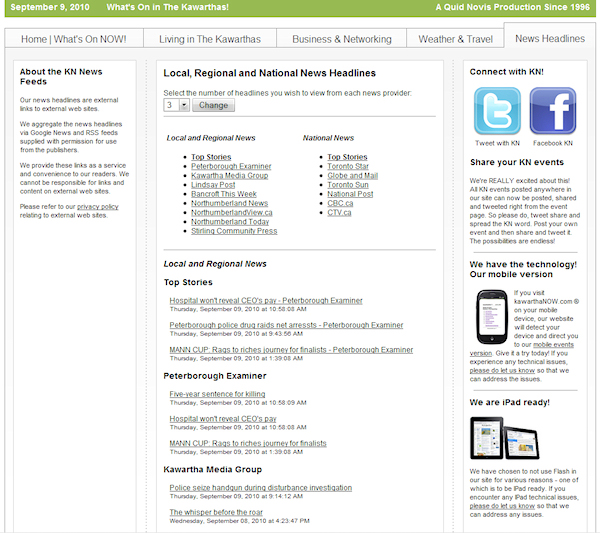 September 9, 2010 What's On in The Kawarthas! A Quid Novis Production Since 1996
Home | What's On NOW! Living in The Kawarthas Business & Networking Weather & Travel News Headlines
About the KN News
Feeds
Our news headlines are external
links to external web sites.
We aggregate the news headlines
via Google News and RSS feeds
supplied with permission for use
from the publishers.
We provide these links as a service
and convenience to our readers. We
cannot be responsible for links and
content on external web sites.
Please refer to our privacy policy
relating to external web sites.
Local, Regional and National News Headlines
Select the number of headlines you wish to view from each news provider:
3 Change
Local and Regional News
Top Stories
Peterborough Examiner
Kawartha Media Group
Lindsay Post
Bancroft This Week
Northumberland News
NorthumberlandView.ca
Northumberland Today
Stirling Community Press
National News
Top Stories
Toronto Star
Globe and Mail
Toronto Sun
National Post
CBC.ca
CTV.ca
Local and Regional News
Top Stories
Hospital won't reveal CEO's pay - Peterborough Examiner
Thursday, September 09, 2010 at 10:58:08 AM
Peterborough police drug raids net arressts - Peterborough Examiner
Thursday, September 09, 2010 at 9:43:56 AM
MANN CUP: Rags to riches journey for finalists - Peterborough Examiner
Thursday, September 09, 2010 at 1:39:08 AM
Peterborough Examiner
Five-year sentence for killing
Thursday, September 09, 2010 at 10:58:09 AM
Hospital won't reveal CEO's pay
Thursday, September 09, 2010 at 10:58:08 AM
MANN CUP: Rags to riches journey for finalists
Thursday, September 09, 2010 at 1:39:08 AM
Kawartha Media Group
Police seize handgun during disturbance investigation
Thursday, September 09, 2010 at 9:14:12 AM
The whisper before the roar
Wednesday, September 08, 2010 at 4:23:47 PM
Connect with KN!
t f
Tweet with KN Facebook KN
Share your KN events
We're REALLY excited about this!
All KN events posted anywhere in
our site can now be posted, shared
and tweeted right from the event
page. So please do, tweet share and
spread the KN word. Post your own
event and then share and tweet it.
The possibilities are endless!
We have the technology!
Our mobile version
If you visit
kawarthaNOW.com ®
on your mobile
device, our website
will detect your
device and direct you
to our mobile events
version. Give it a try today! If you
experience any technical issues,
please do let us know so that we
can address the issues.
We are iPad ready!
We have chosen to not use Flash in
our site for various reasons - one of
which is to be iPad ready. If you
encounter any iPad technical issues,
please do let us know so that we
can address any issues.